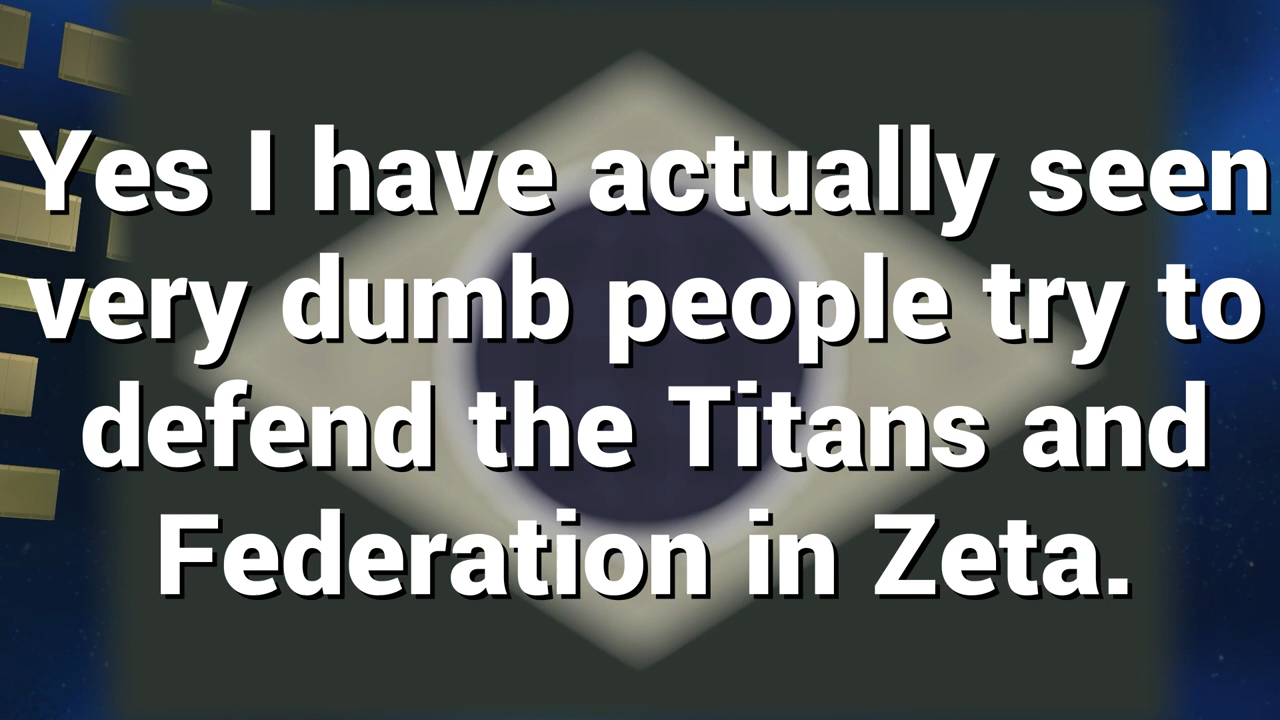 Yes I have actually seen
very dumb people try to
defend the Titans and
Federation in Zeta.